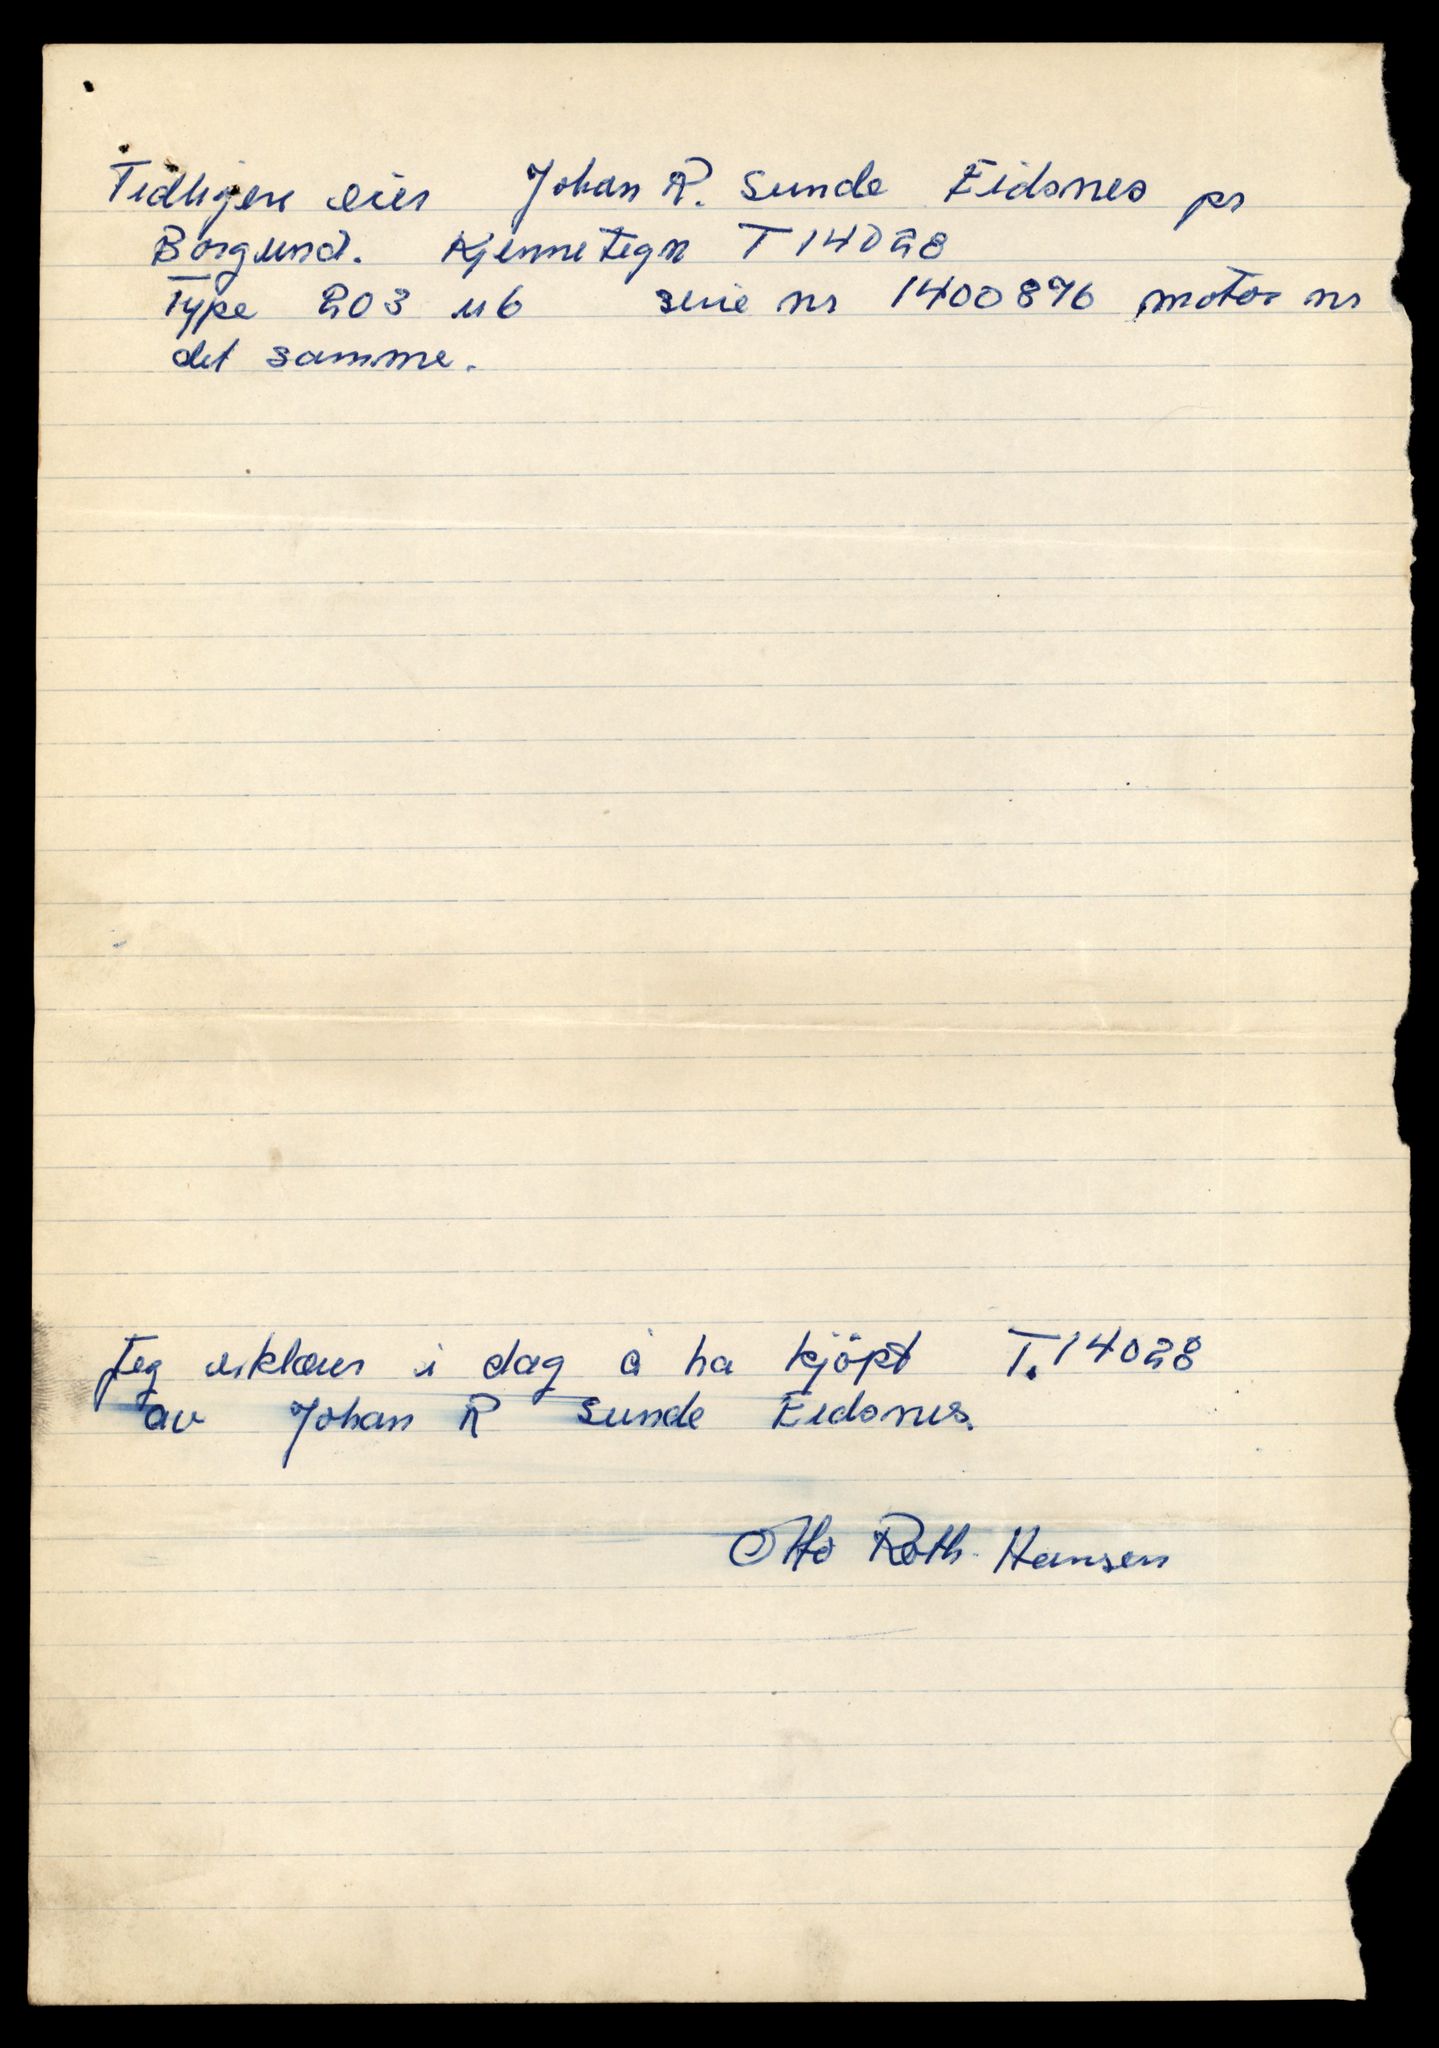 Tidligere eier Johan R. Sunde Eidsnes pr
Borgund. Kjennetegn T 14028
Type 203 u6 serie nr 1400896 motor nr
det samme.
Jeg erklærer i dag å ha kjöpt T. 14028
av Johan R Sunde Eidsnes.
Otto Roth-Hansen